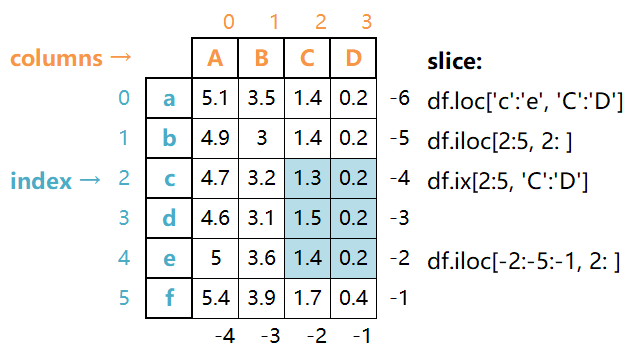 0 1 2 3
columns → A B C D slice:
0 a 5.1 3.5 1.4 0.2 -6 df.loc['c':'e', 'C':'D']
1 b 4.9 3 1.4 0.2 -5 df.iloc[2:5, 2: ]
index → 2 c 4.7 3.2 1.3 0.2 -4 df.ix[2:5, 'C':'D']
3 d 4.6 3.1 1.5 0.2 -3
4 e 5 3.6 1.4 0.2 -2 df.iloc[-2:-5:-1, 2: ]
5 f 5.4 3.9 1.7 0.4 -1
-4 -3 -2 -1